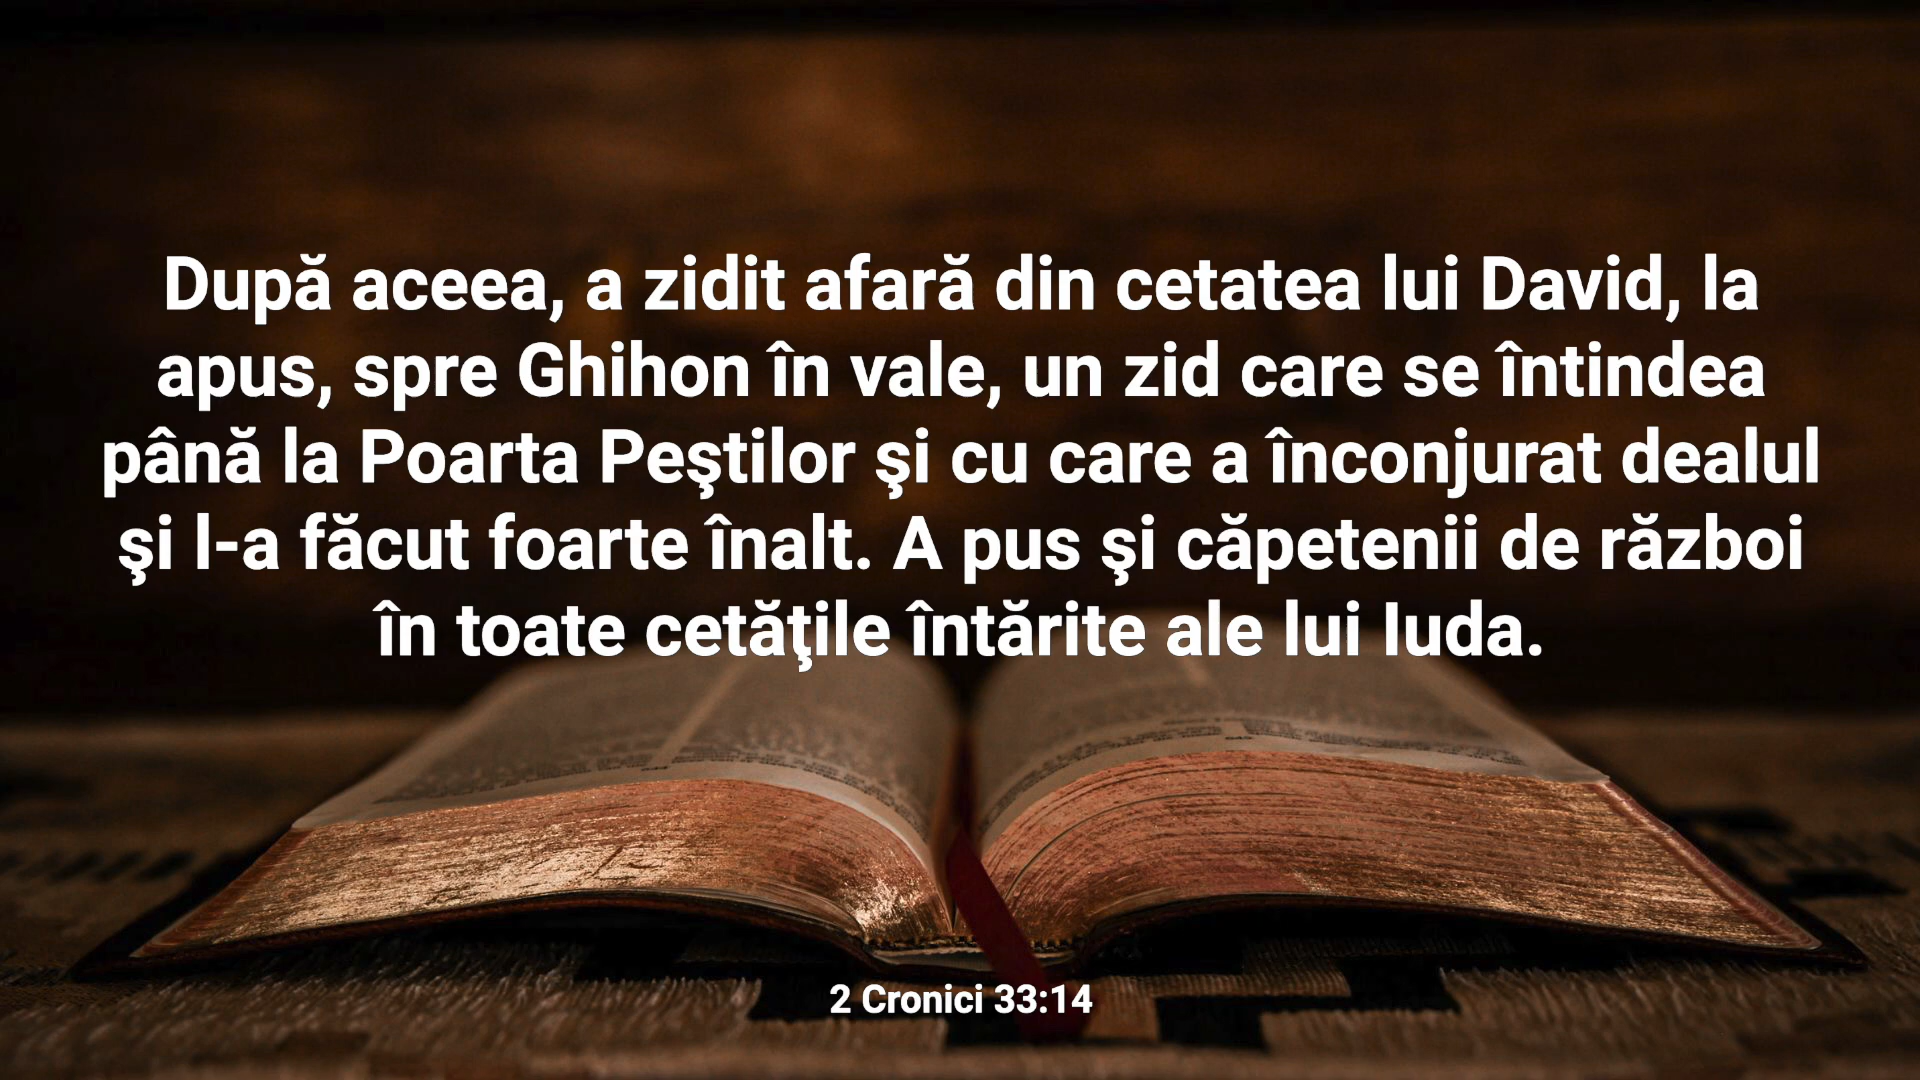 După aceea, a zidit afară din cetatea lui David, la
apus, spre Ghihon în vale, un zid care se întindea
până la Poarta Peştilor şi cu care a înconjurat dealul
şi l-a făcut foarte înalt. A pus şi căpetenii de război
în toate cetăţile întărite ale lui Iuda.
2 Cronici 33:14